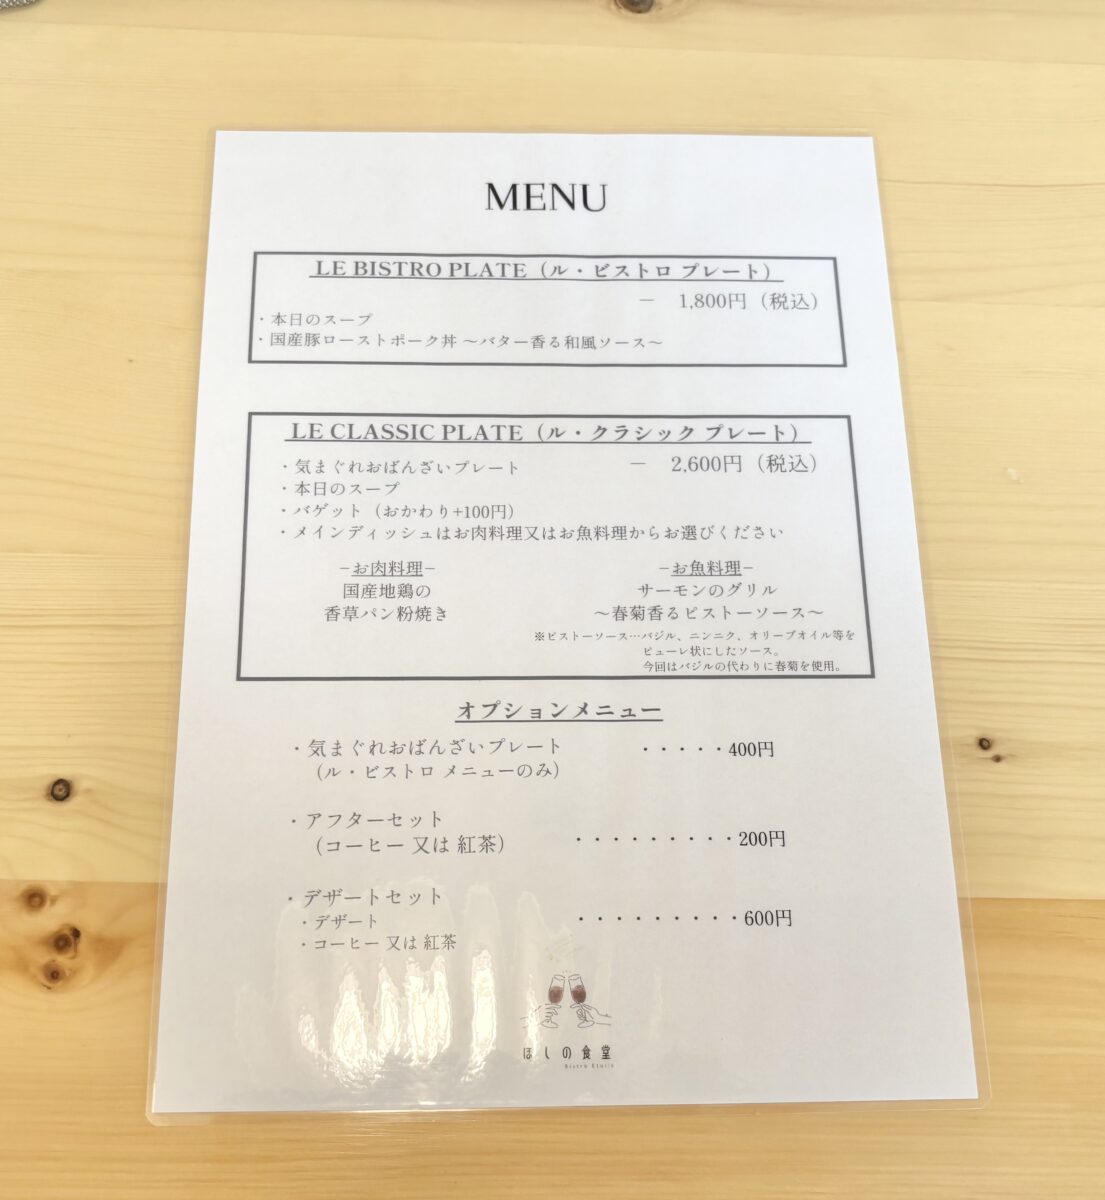 MENU
LE BISTRO PLATE（ル・ビストロ プレート）
－ 1,800円（税込）
・本日のスープ
・国産豚ローストポーク丼 ～バター香る和風ソース～
LE CLASSIC PLATE（ル・クラシック プレート）
・気まぐれおばんざいプレート － 2,600円（税込）
・本日のスープ
・バゲット（おかわり+100円）
・メインディッシュはお肉料理又はお魚料理からお選びください
－お肉料理－
国産地鶏の
香草パン粉焼き
－お魚料理－
サーモンのグリル
～春菊香るピストーソース～
※ピストーソース…バジル、ニンニク、オリーブオイル等を
ピューレ状にしたソース。
今回はバジルの代わりに春菊を使用。
オプションメニュー
・気まぐれおばんざいプレート ・・・・・400円
（ル・ビストロ メニューのみ）
・アフターセット
（コーヒー 又は 紅茶） ・・・・・・・・・200円
・デザートセット
・デザート ・・・・・・・・・600円
・コーヒー 又は 紅茶
ほしの食堂
Bistro Etoile